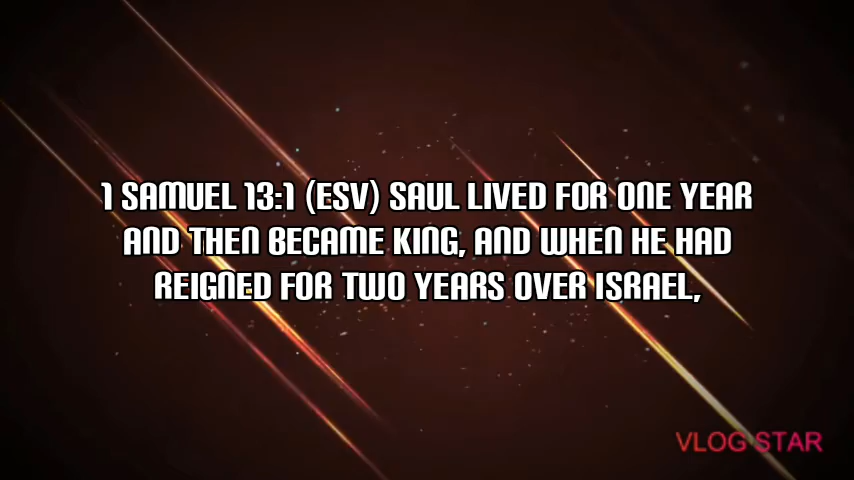 1 SAMUEL 13:1 (ESV) SAUL LIVED FOR ONE YEAR
AND THEN BECAME KING, AND WHEN HE HAD
REIGNED FOR TWO YEARS OVER ISRAEL,
VLOG STAR